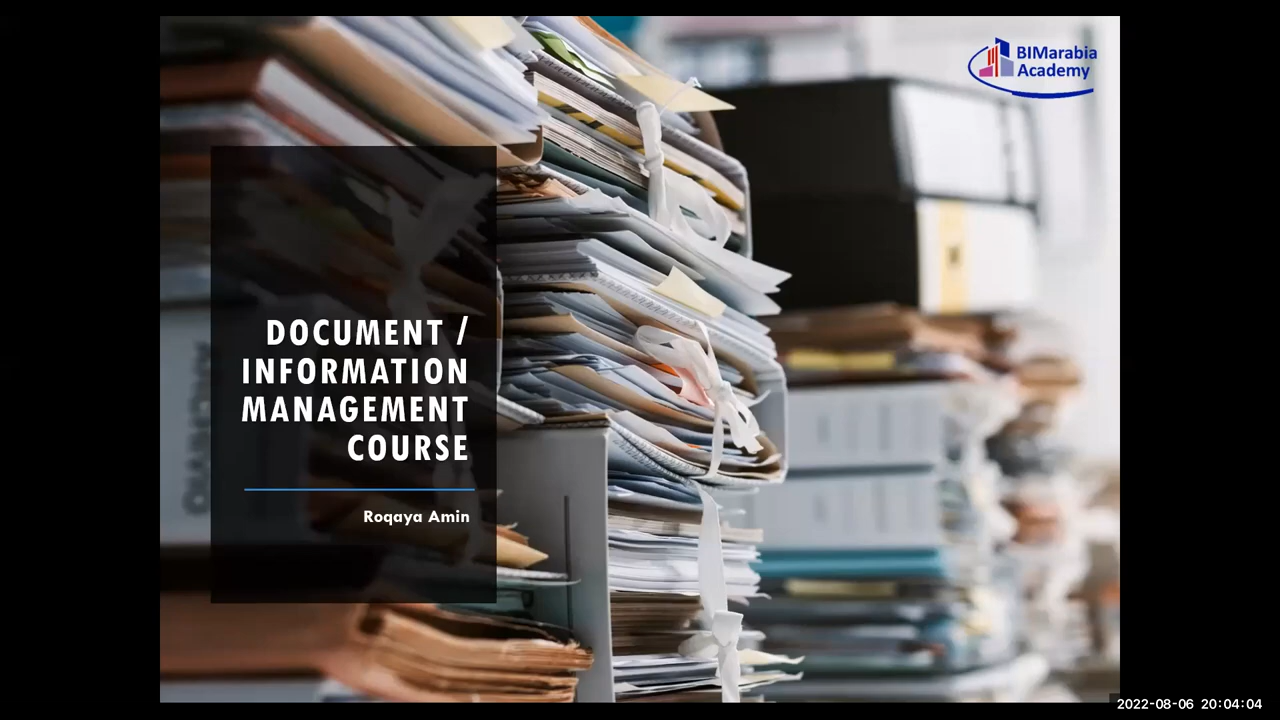 BIMarabia
Academy
DOCUMENT /
INFORMATION
MANAGEMENT
COURSE
Roqaya Amin
2022-08-06 20:04:04